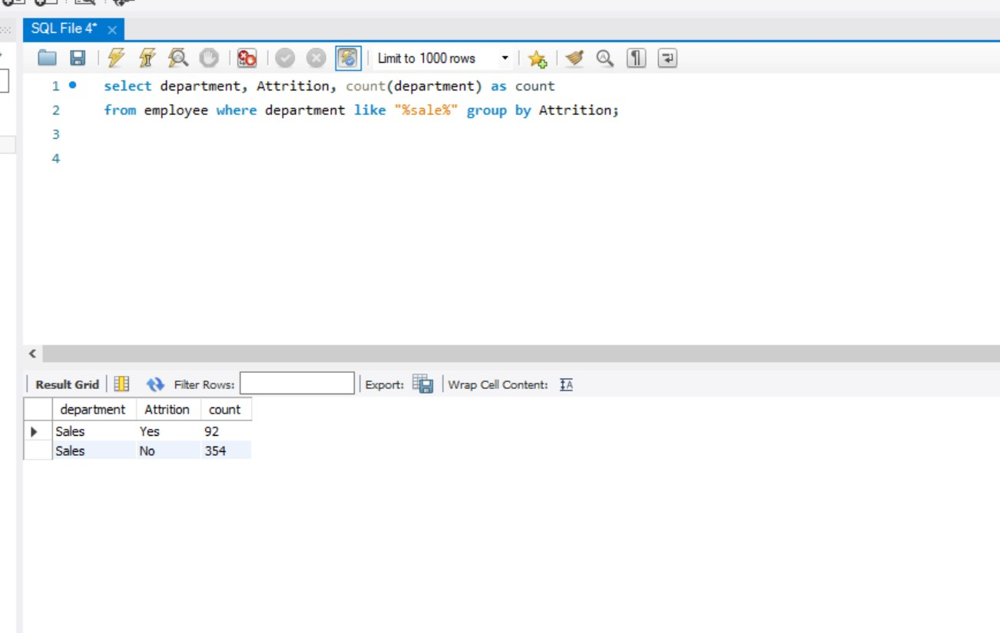 SQL File 4*
Limit to 1000 rows
1 select department, Attrition, count(department) as count
2 from employee where department like "%sale%" group by Attrition;
3
4
Result Grid Filter Rows: Export: Wrap Cell Content:
department Attrition count
Sales Yes 92
Sales No 354